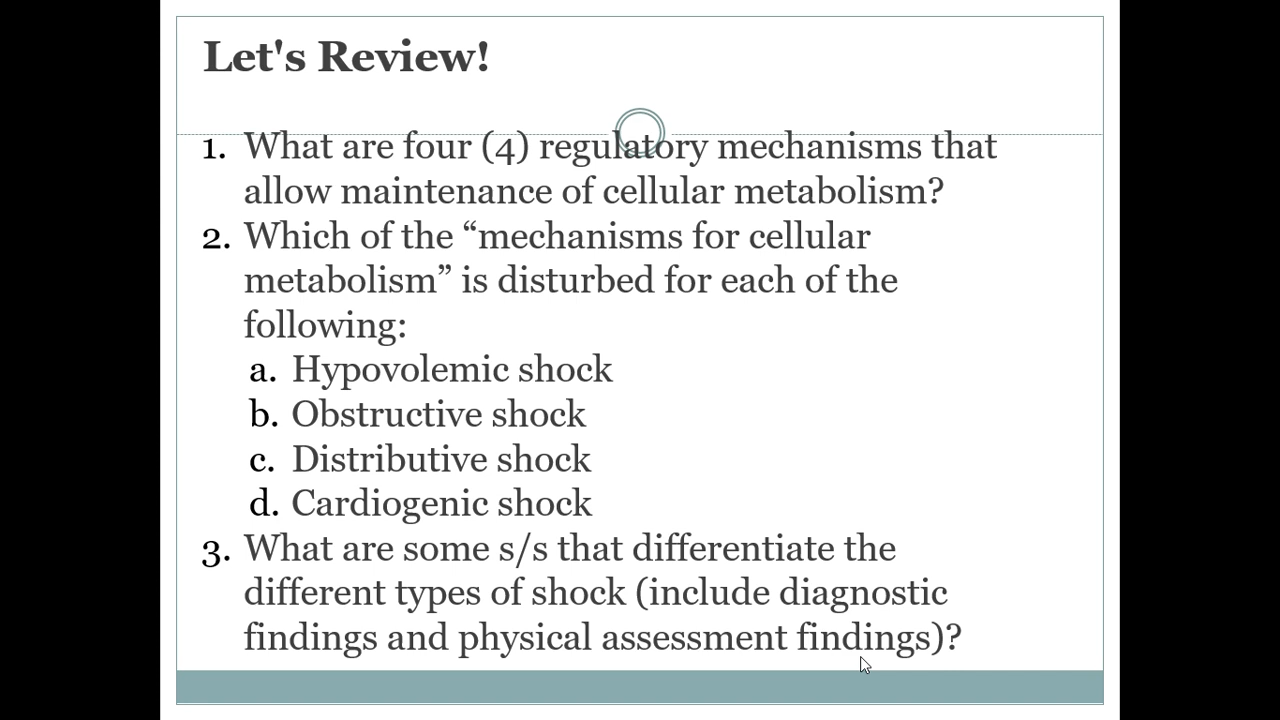 Let's Review!
1. What are four (4) regulatory mechanisms that
allow maintenance of cellular metabolism?
2. Which of the “mechanisms for cellular
metabolism” is disturbed for each of the
following:
a. Hypovolemic shock
b. Obstructive shock
c. Distributive shock
d. Cardiogenic shock
3. What are some s/s that differentiate the
different types of shock (include diagnostic
findings and physical assessment findings)?